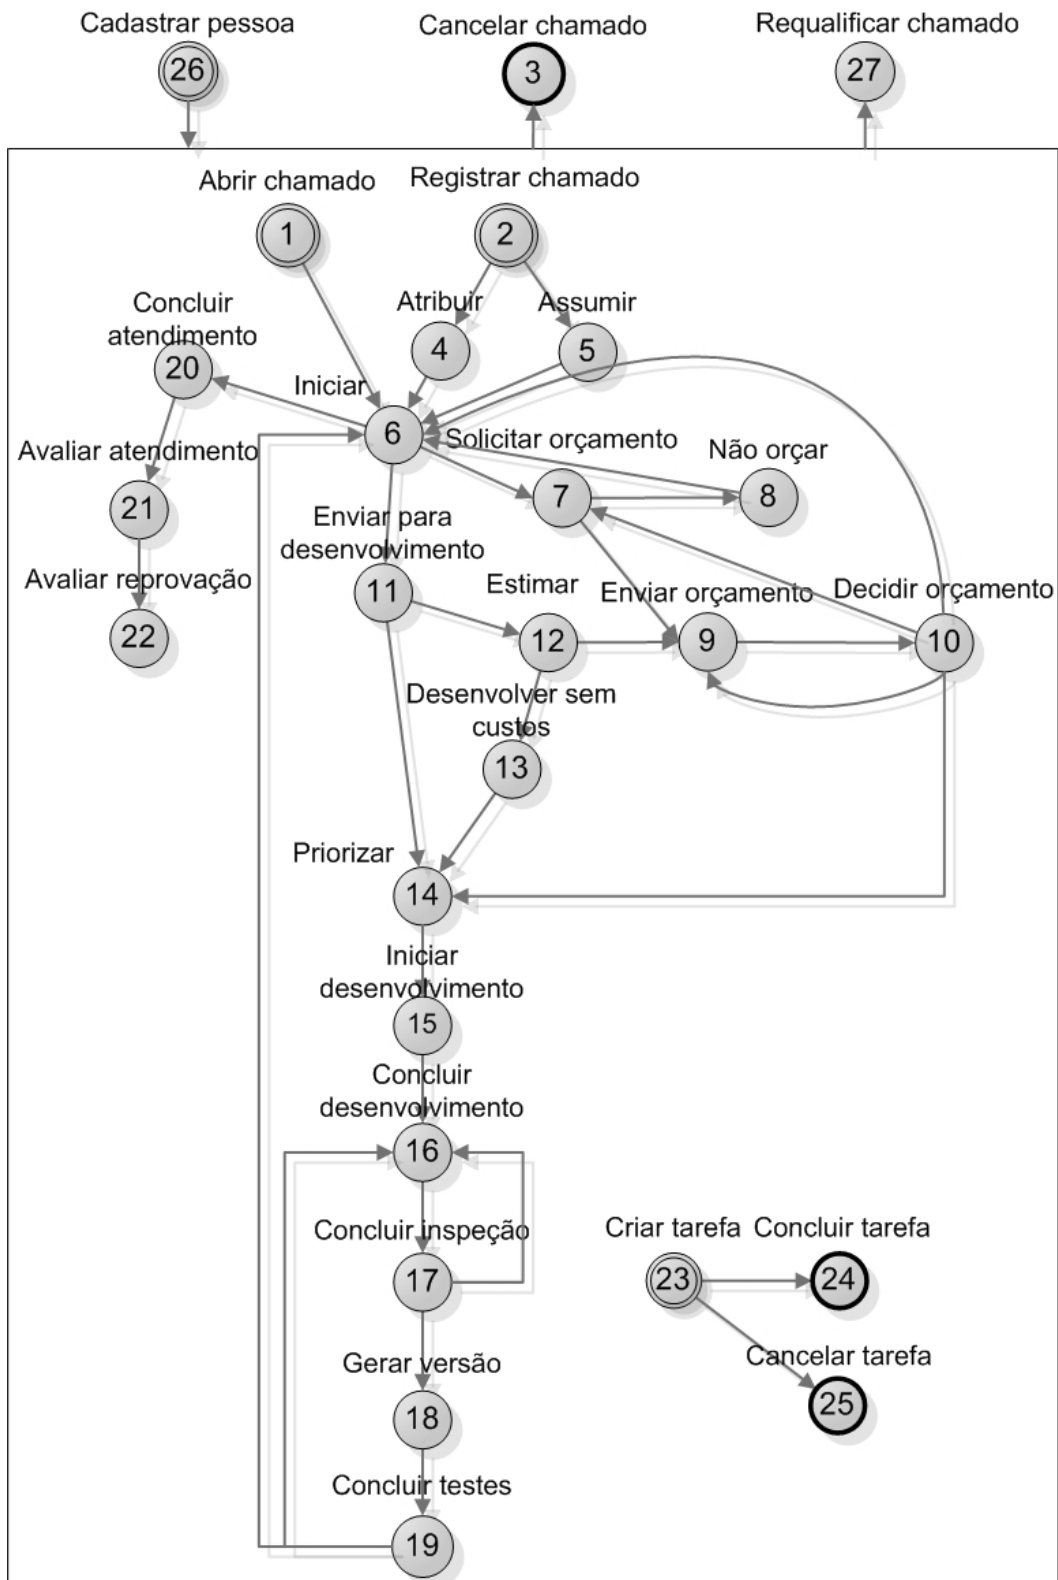 Cadastrar pessoa
26
Cancelar chamado
3
Requalificar chamado
27
Abrir chamado
1
Registrar chamado
2
Concluir
atendimento
20
Atribuir
4
Assumir
5
Iniciar
6
Avaliar atendimento
21
Solicitar orçamento
7
Não orçar
8
Enviar para
desenvolvimento
11
Avaliar reprovação
22
Estimar
12
Enviar orçamento
9
Decidir orçamento
10
Desenvolver sem
custos
13
Priorizar
14
Iniciar
desenvolvimento
15
Concluir
desenvolvimento
16
Concluir inspeção
17
Criar tarefa
23
Concluir tarefa
24
Cancelar tarefa
25
Gerar versão
18
Concluir testes
19